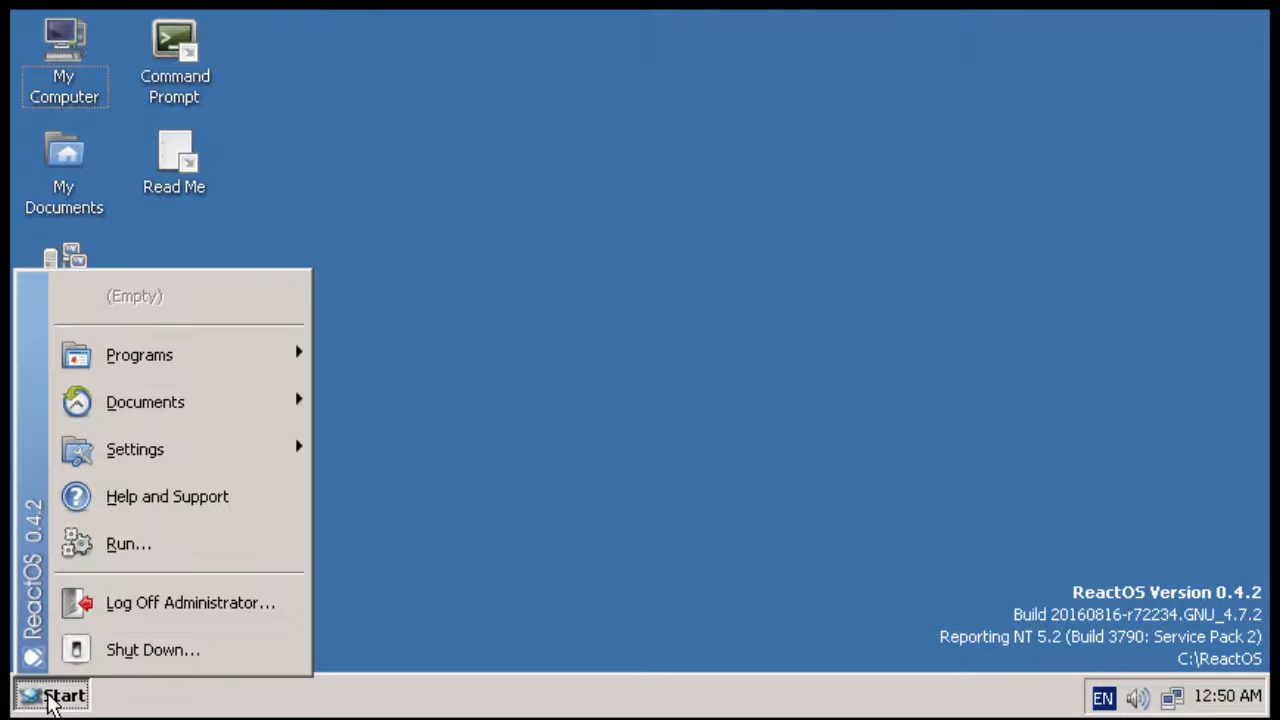 My
Computer
Command
Prompt
My
Documents
Read Me
(Empty)
Programs
Documents
Settings
Help and Support
Run...
Log Off Administrator...
Shut Down...
ReactOS 0.4.2
ReactOS Version 0.4.2
Build 20160816-r72234.GNU_4.7.2
Reporting NT 5.2 (Build 3790: Service Pack 2)
C:\ReactOS
Start
EN
12:50 AM